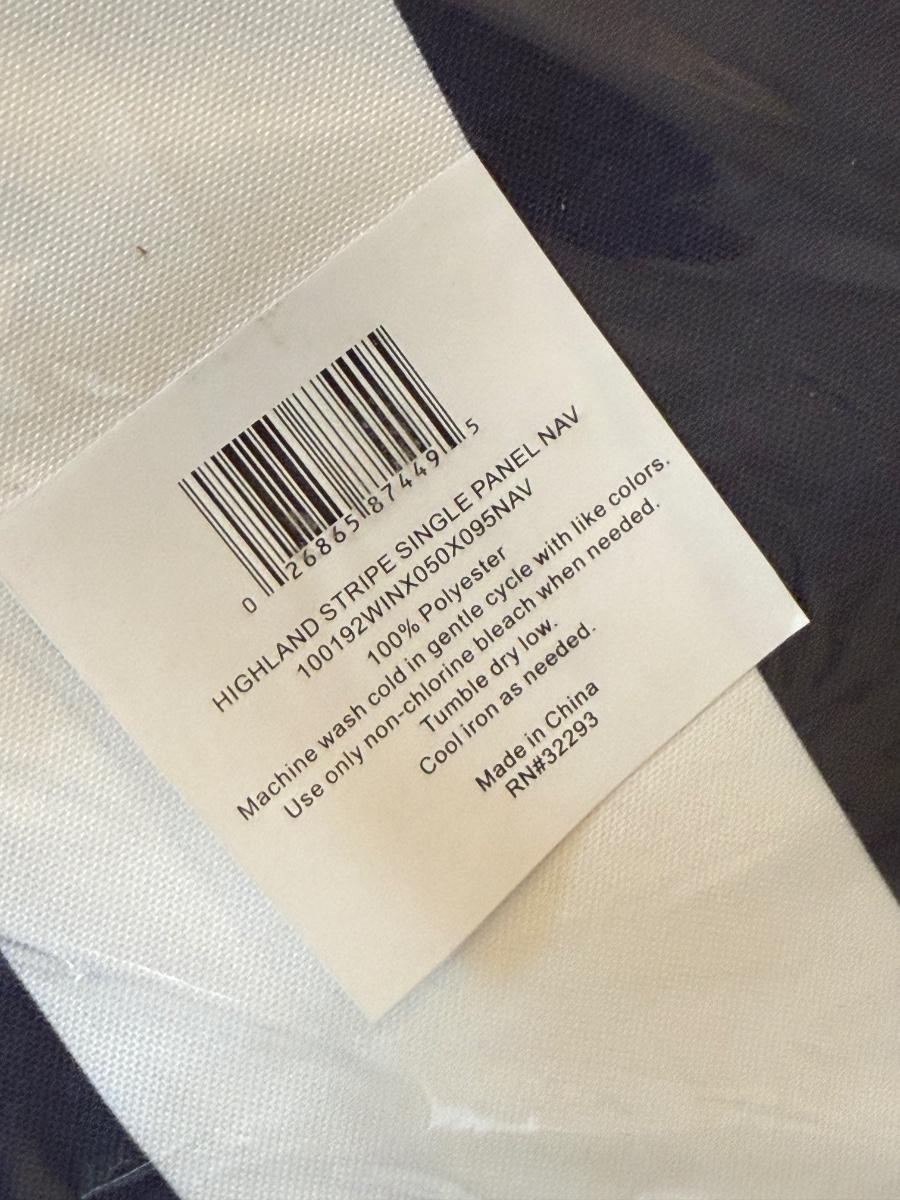 0 26865 87449 5
HIGHLAND STRIPE SINGLE PANEL NAV
100192WINX050X095NAV
100% Polyester
Machine wash cold in gentle cycle with like colors.
Use only non-chlorine bleach when needed.
Tumble dry low.
Cool iron as needed.
Made in China
RN#32293